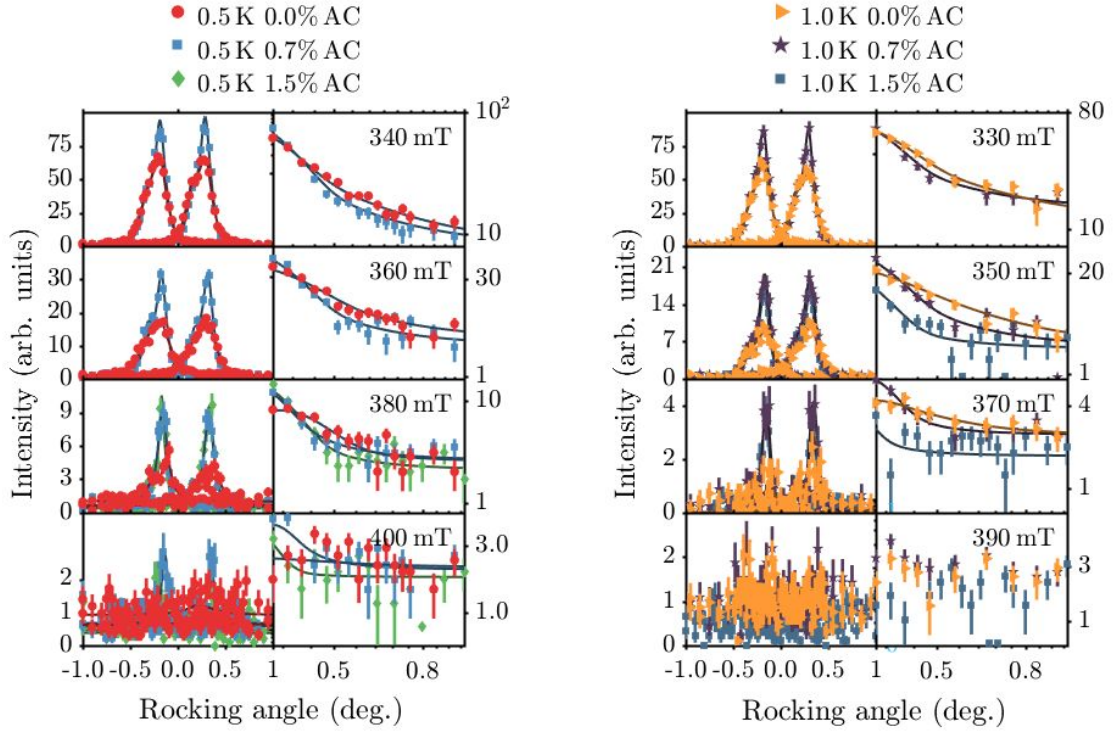 0.5 K 0.0% AC
0.5 K 0.7% AC
0.5 K 1.5% AC
1.0 K 0.0% AC
1.0 K 0.7% AC
1.0 K 1.5% AC
Intensity (arb. units)
75
50
25
0
340 mT
10²
10
30
20
10
0
360 mT
30
1
9
6
3
0
380 mT
10
1
2
1
0
400 mT
3.0
1.0
-1.0 -0.5 0.0 0.5 1 0.5 0.8
Rocking angle (deg.)
Intensity (arb. units)
75
50
25
0
330 mT
80
10
21
14
7
0
350 mT
20
1
4
2
0
370 mT
4
1
2
1
0
390 mT
3
1
-1.0 -0.5 0.0 0.5 1 0.5 0.8
Rocking angle (deg.)